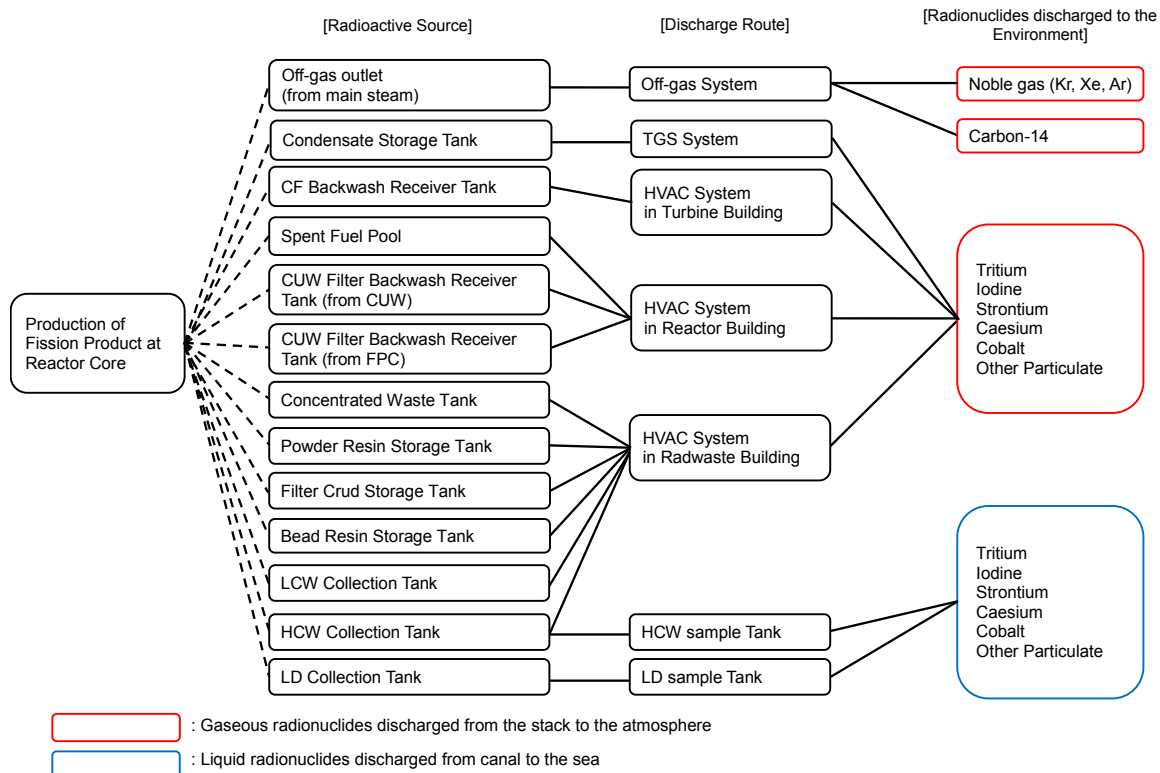 [Radioactive Source]
[Discharge Route]
[Radionuclides discharged to the
Environment]
Off-gas outlet
(from main steam)
Off-gas System
Noble gas (Kr, Xe, Ar)
Carbon-14
Condensate Storage Tank
TGS System
CF Backwash Receiver Tank
HVAC System
in Turbine Building
Spent Fuel Pool
CUW Filter Backwash Receiver
Tank (from CUW)
HVAC System
in Reactor Building
CUW Filter Backwash Receiver
Tank (from FPC)
Production of
Fission Product at
Reactor Core
Tritium
Iodine
Strontium
Caesium
Cobalt
Other Particulate
Concentrated Waste Tank
Powder Resin Storage Tank
HVAC System
in Radwaste Building
Filter Crud Storage Tank
Bead Resin Storage Tank
LCW Collection Tank
HCW Collection Tank
HCW sample Tank
LD Collection Tank
LD sample Tank
Tritium
Iodine
Strontium
Caesium
Cobalt
Other Particulate
: Gaseous radionuclides discharged from the stack to the atmosphere
: Liquid radionuclides discharged from canal to the sea